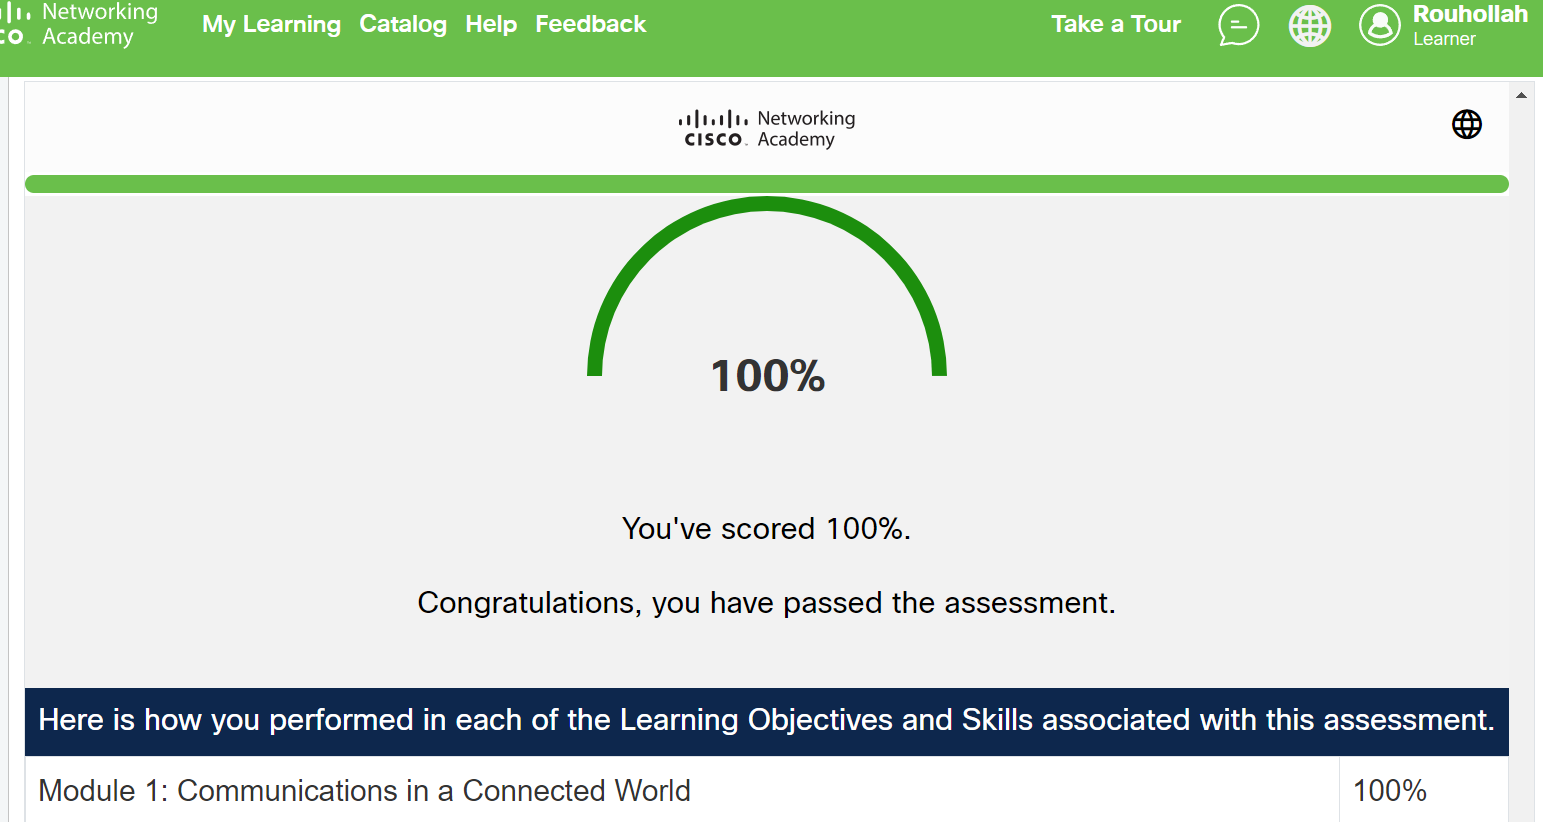 Networking
Academy
CO
My Learning Catalog Help Feedback
Take a Tour
Rouhollah
Learner
CISCO Networking
Academy
100%
You've scored 100%.
Congratulations, you have passed the assessment.
Here is how you performed in each of the Learning Objectives and Skills associated with this assessment.
Module 1: Communications in a Connected World 100%